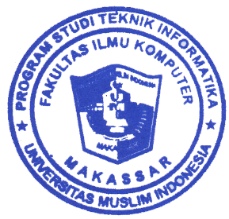 PROGRAM STUDI TEKNIK INFORMATIKA
FAKULTAS ILMU KOMPUTER
MAKASSAR
UNIVERSITAS MUSLIM INDONESIA